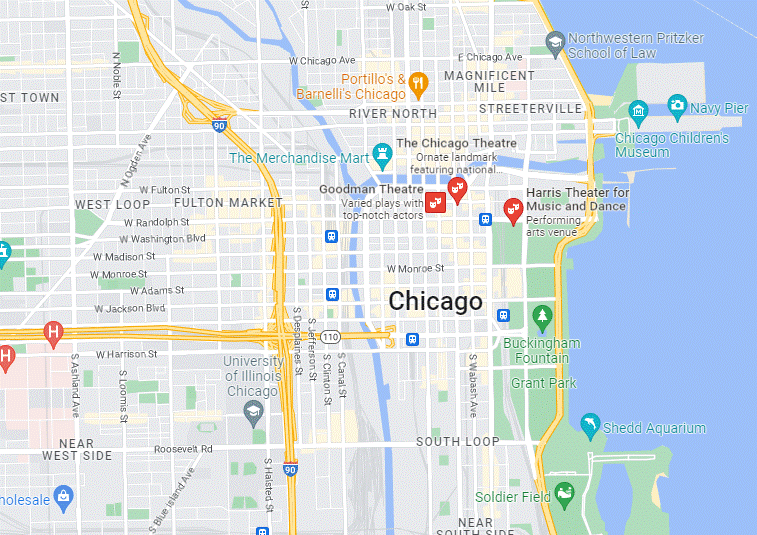 W Oak St
Northwestern Pritzker
School of Law
N Noble St
W Chicago Ave
E Chicago Ave
Portillo's &
Barnelli's Chicago
MAGNIFICENT
MILE
ST TOWN
STREETERVILLE
Navy Pier
RIVER NORTH
90
Chicago Children's
Museum
N Ogden Ave
The Merchandise Mart
The Chicago Theatre
Ornate landmark
featuring national...
W Fulton St
Goodman Theatre
Varied plays with
top-notch actors
Harris Theater for
Music and Dance
Performing
arts venue
WEST LOOP
FULTON MARKET
W Randolph St
W Washington Blvd
W Madison St
W Monroe St
W Monroe St
W Adams St
W Jackson Blvd
Chicago
S Desplaines St
S Jefferson St
S Clinton St
S Canal St
110
H
H
W Harrison St
Buckingham
Fountain
Grant Park
University
of Illinois
Chicago
S Ashland Ave
S Loomis St
S Wabash Ave
Shedd Aquarium
NEAR
WEST SIDE
Roosevelt Rd
SOUTH LOOP
90
S Halsted St
S Blue Island Ave
holesale
Soldier Field
NEAR
SOUTH SIDE